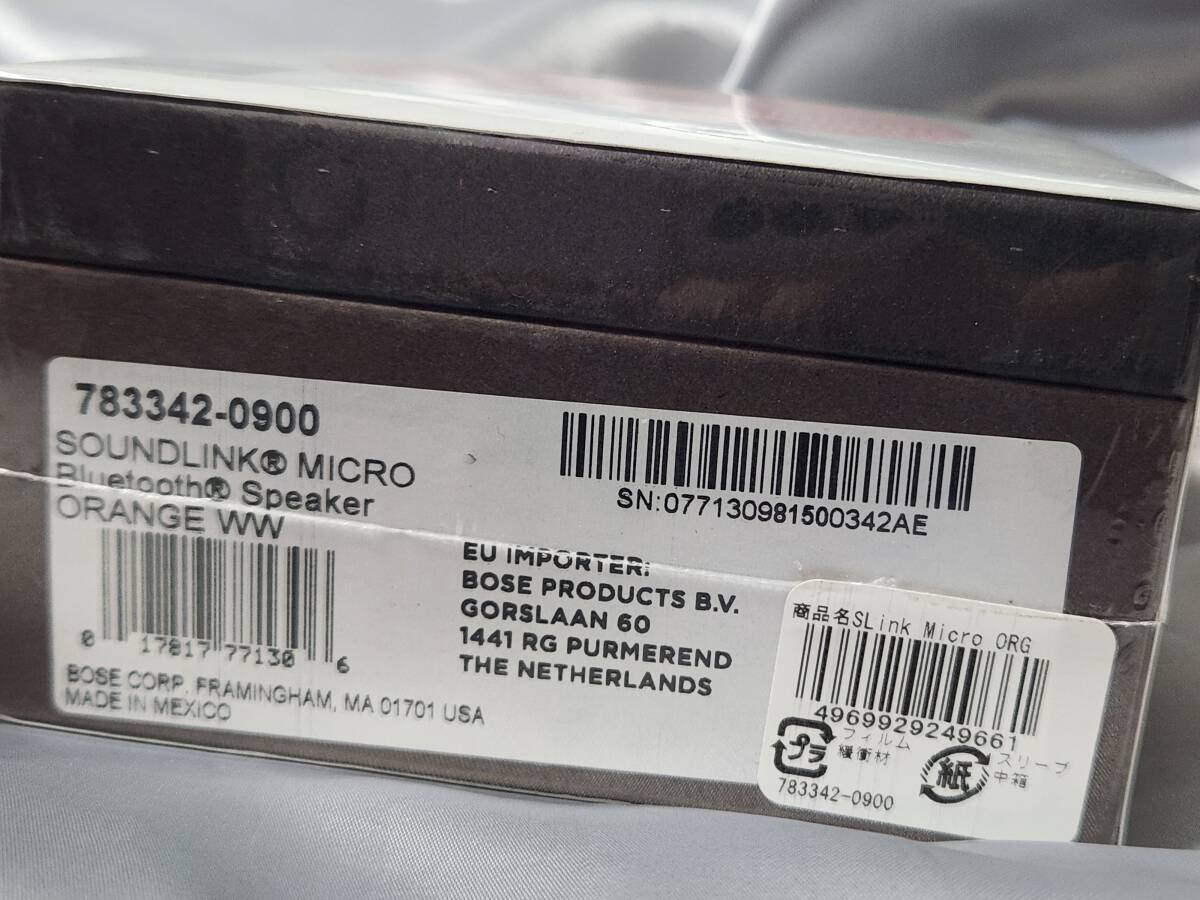 783342-0900
SOUNDLINK® MICRO
Bluetooth® Speaker
ORANGE WW
0 17817 77130 6
BOSE CORP. FRAMINGHAM, MA 01701 USA
MADE IN MEXICO
SN:077130981500342AE
EU IMPORTER:
BOSE PRODUCTS B.V.
GORSLAAN 60
1441 RG PURMEREND
THE NETHERLANDS
商品名SLink Micro ORG
4969929249661
プラ
フィルム
緩衝材
紙
スリーブ
中箱
783342-0900